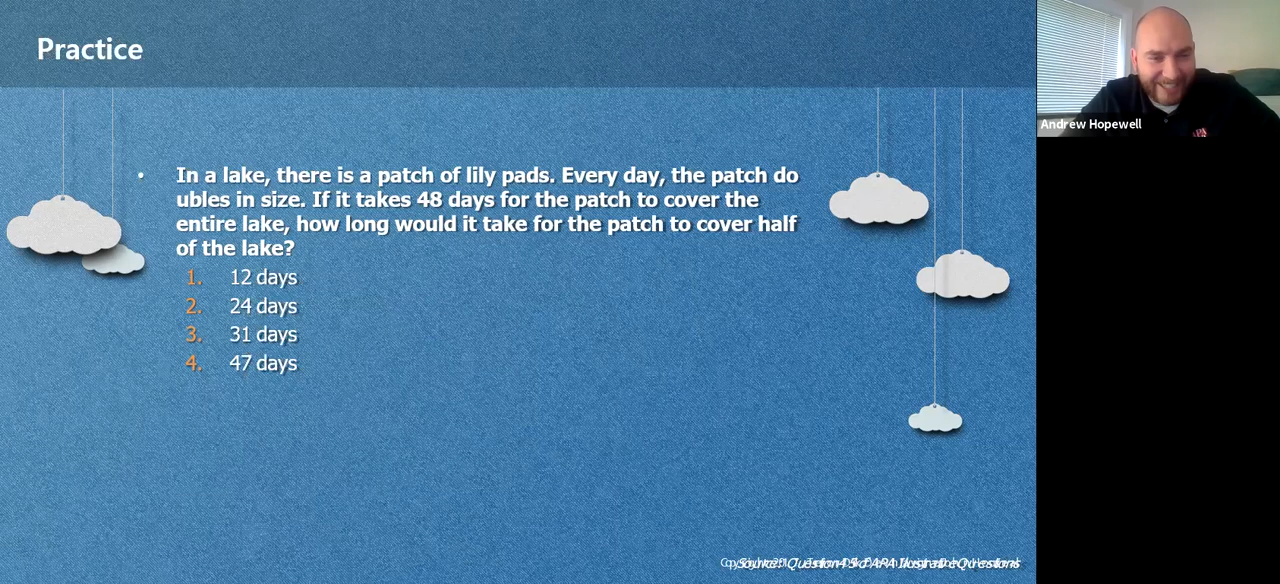 Practice
Andrew Hopewell
• In a lake, there is a patch of lily pads. Every day, the patch do
ubles in size. If it takes 48 days for the patch to cover the
entire lake, how long would it take for the patch to cover half
of the lake?
1. 12 days
2. 24 days
3. 31 days
4. 47 days